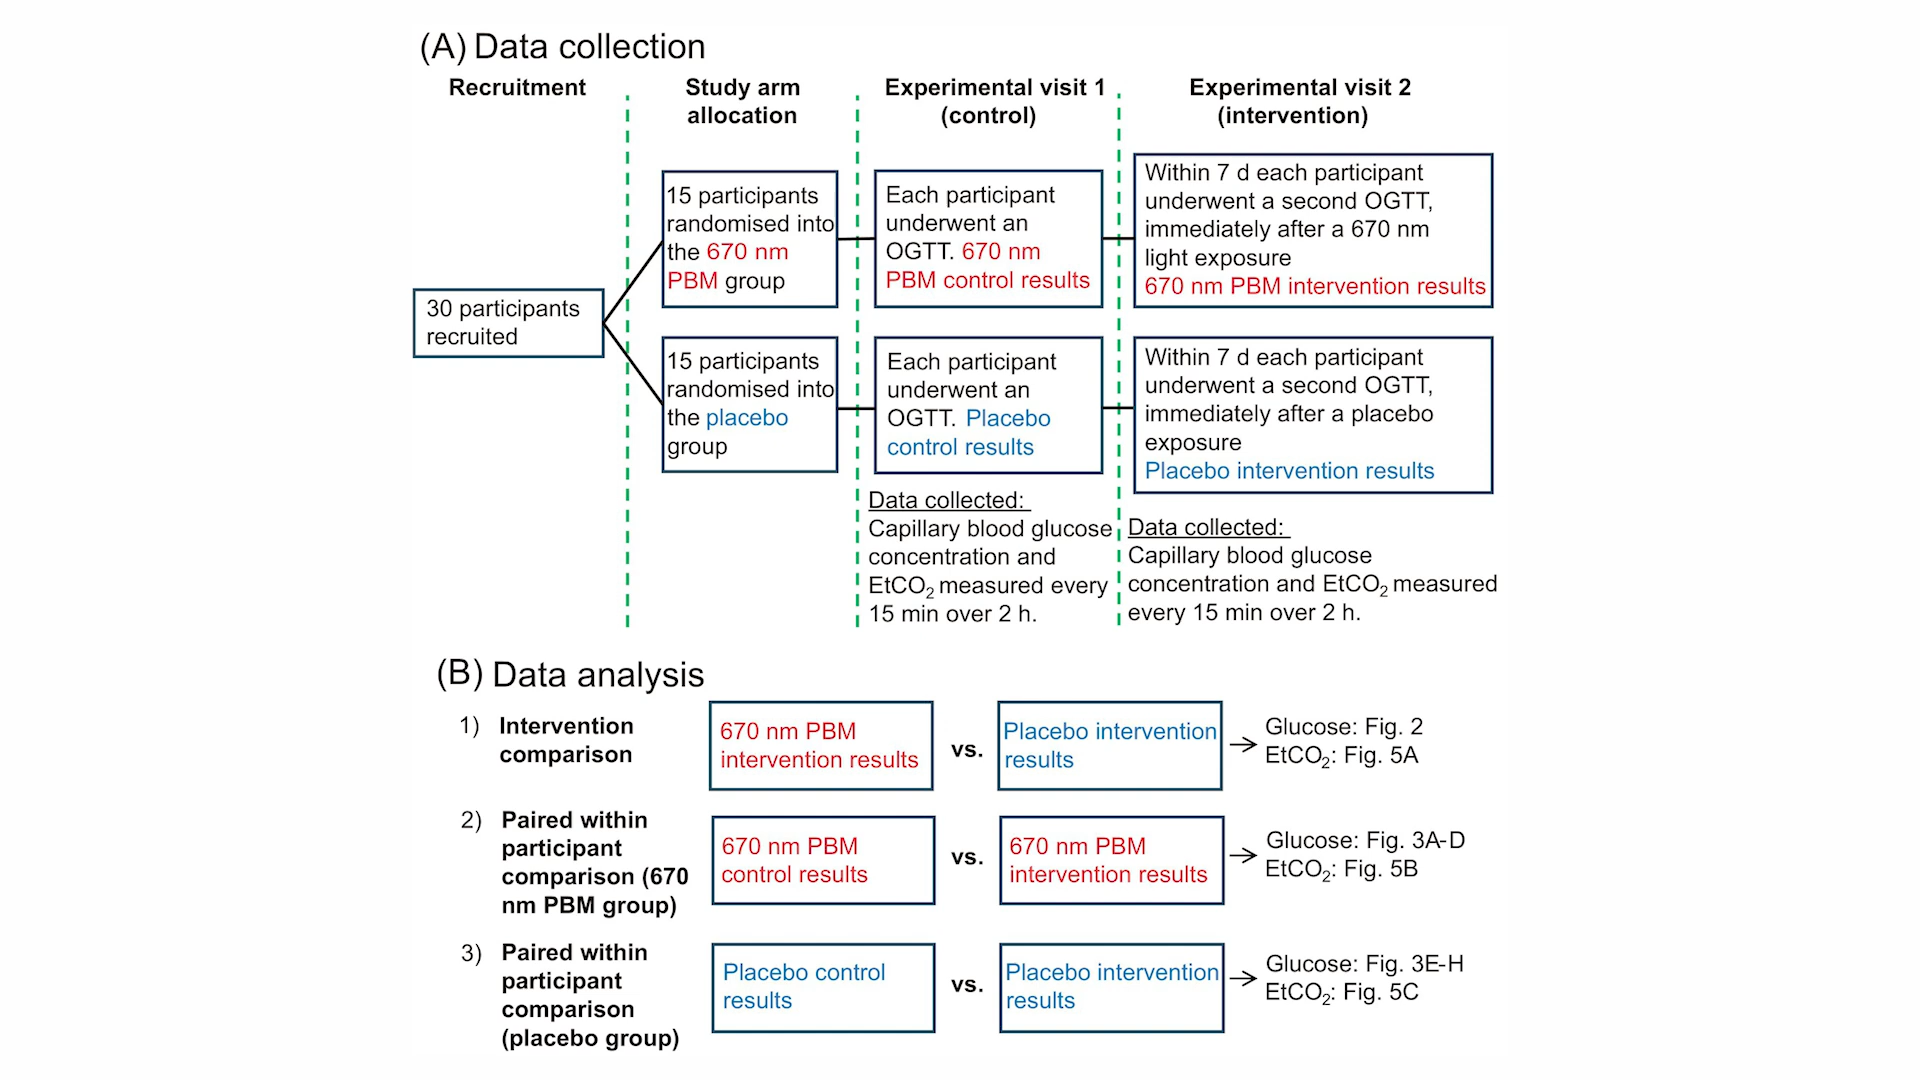 (A) Data collection
Recruitment
Study arm
allocation
Experimental visit 1
(control)
Experimental visit 2
(intervention)
30 participants
recruited
15 participants
randomised into
the 670 nm
PBM group
Each participant
underwent an
OGTT. 670 nm
PBM control results
Within 7 d each participant
underwent a second OGTT,
immediately after a 670 nm
light exposure
670 nm PBM intervention results
15 participants
randomised into
the placebo
group
Each participant
underwent an
OGTT. Placebo
control results
Within 7 d each participant
underwent a second OGTT,
immediately after a placebo
exposure
Placebo intervention results
Data collected:
Capillary blood glucose
concentration and
EtCO₂ measured every
15 min over 2 h.
Data collected:
Capillary blood glucose
concentration and EtCO₂ measured
every 15 min over 2 h.
(B) Data analysis
1) Intervention
comparison
670 nm PBM
intervention results
vs.
Placebo intervention
results
Glucose: Fig. 2
EtCO₂: Fig. 5A
2) Paired within
participant
comparison (670
nm PBM group)
670 nm PBM
control results
vs.
670 nm PBM
intervention results
Glucose: Fig. 3A-D
EtCO₂: Fig. 5B
3) Paired within
participant
comparison
(placebo group)
Placebo control
results
vs.
Placebo intervention
results
Glucose: Fig. 3E-H
EtCO₂: Fig. 5C